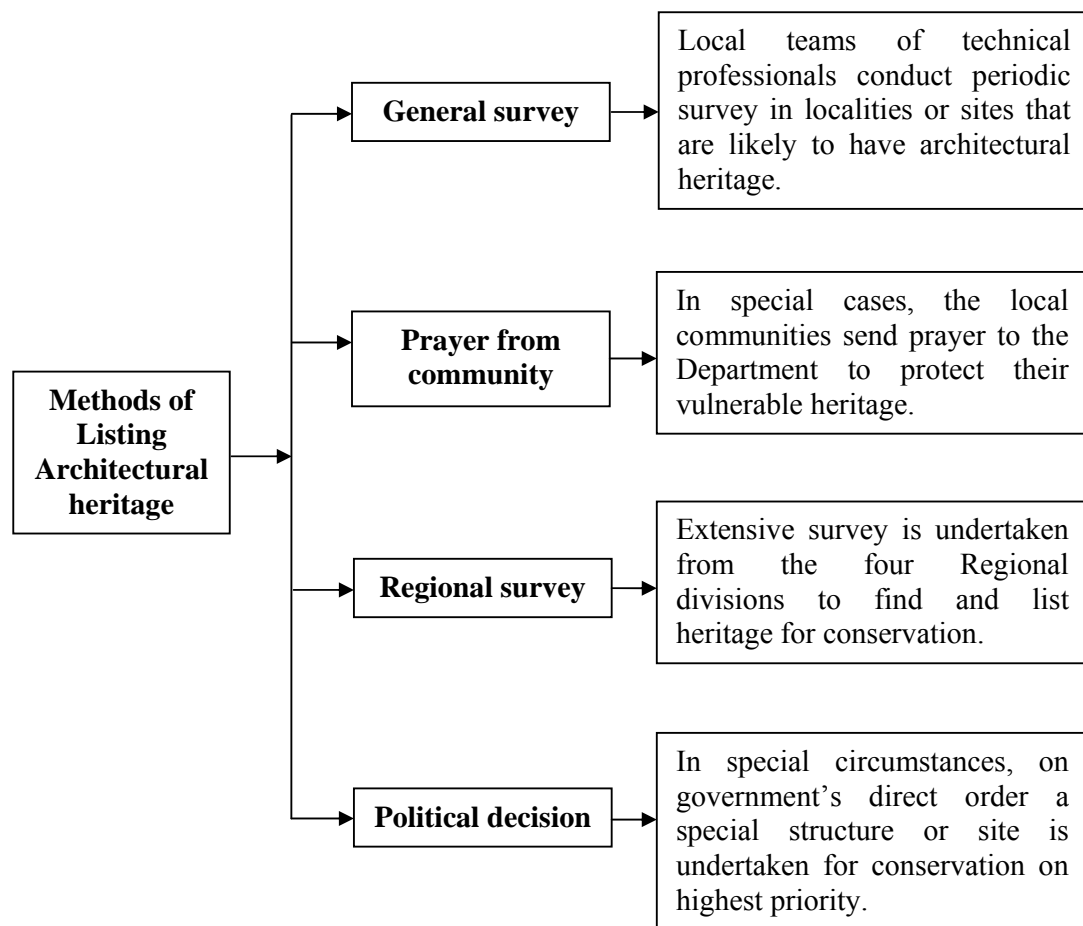 Methods of
Listing
Architectural
heritage
General survey
Local teams of technical
professionals conduct periodic
survey in localities or sites that
are likely to have architectural
heritage.
Prayer from
community
In special cases, the local
communities send prayer to the
Department to protect their
vulnerable heritage.
Regional survey
Extensive survey is undertaken
from the four Regional
divisions to find and list
heritage for conservation.
Political decision
In special circumstances, on
government’s direct order a
special structure or site is
undertaken for conservation on
highest priority.